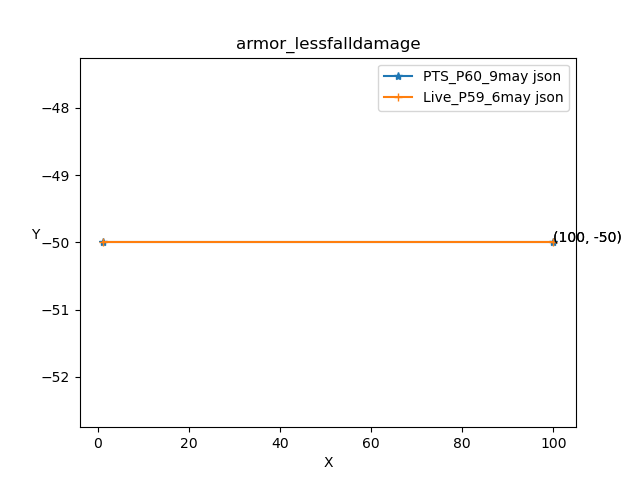 armor_lessfalldamage
PTS_P60_9may json
Live_P59_6may json
−48
−49
Y
−50
(100, -50)
−51
−52
0
20
40
60
80
100
X